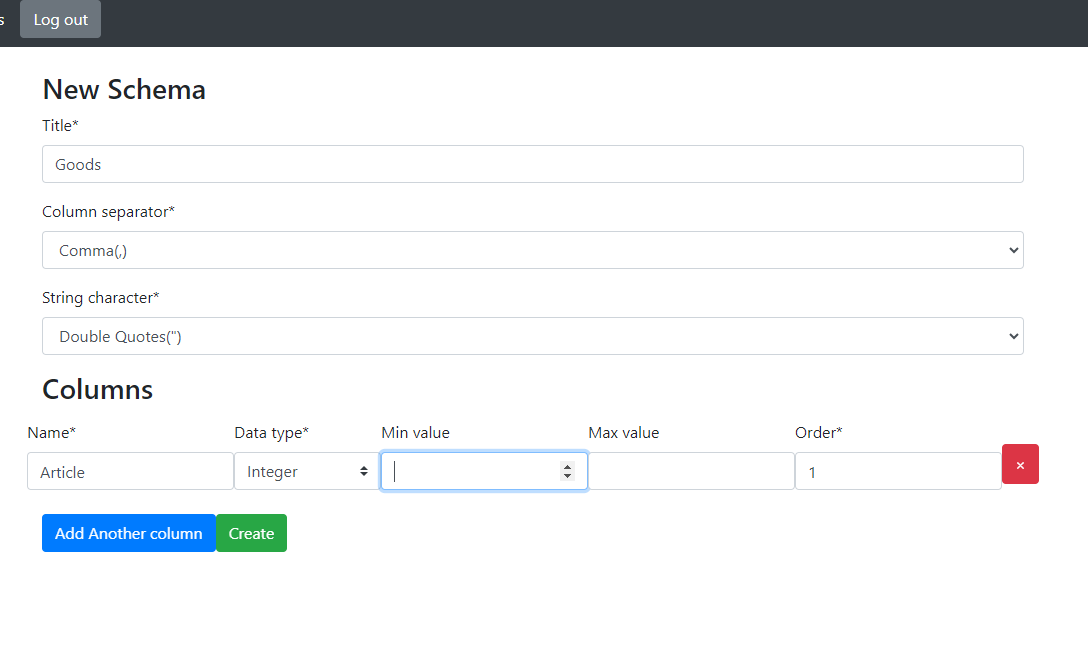 s Log out
New Schema
Title*
Goods
Column separator*
Comma(,)
String character*
Double Quotes(")
Columns
Name* Data type* Min value Max value Order*
Article Integer 1 ×
Add Another column Create